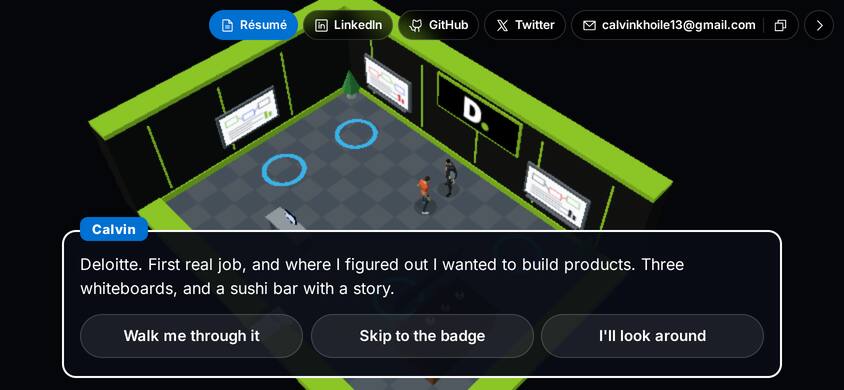 Résumé
LinkedIn
GitHub
Twitter
calvinkhoile13@gmail.com
D.
Calvin
Deloitte. First real job, and where I figured out I wanted to build products. Three
whiteboards, and a sushi bar with a story.
Walk me through it
Skip to the badge
I'll look around